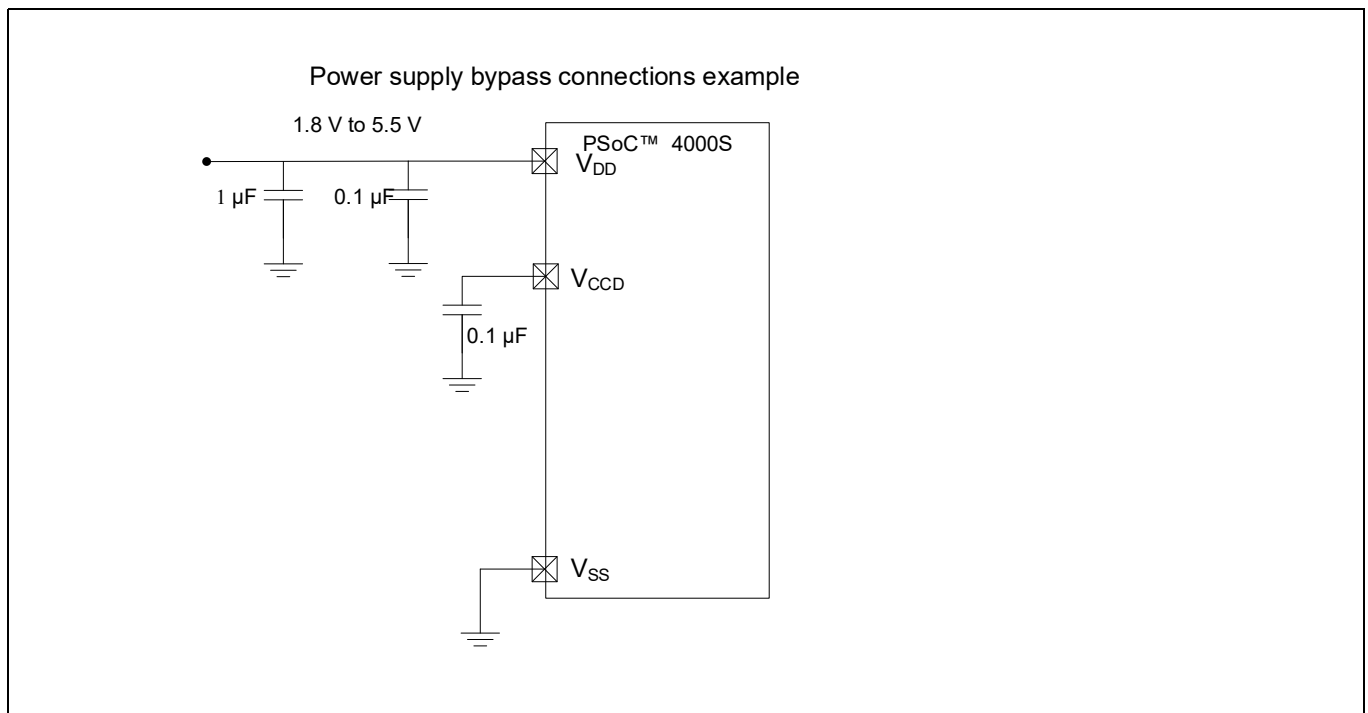 Power supply bypass connections example
1.8 V to 5.5 V
PSoC™ 4000S
VDD
1 µF
0.1 µF
VCCD
0.1 µF
VSS